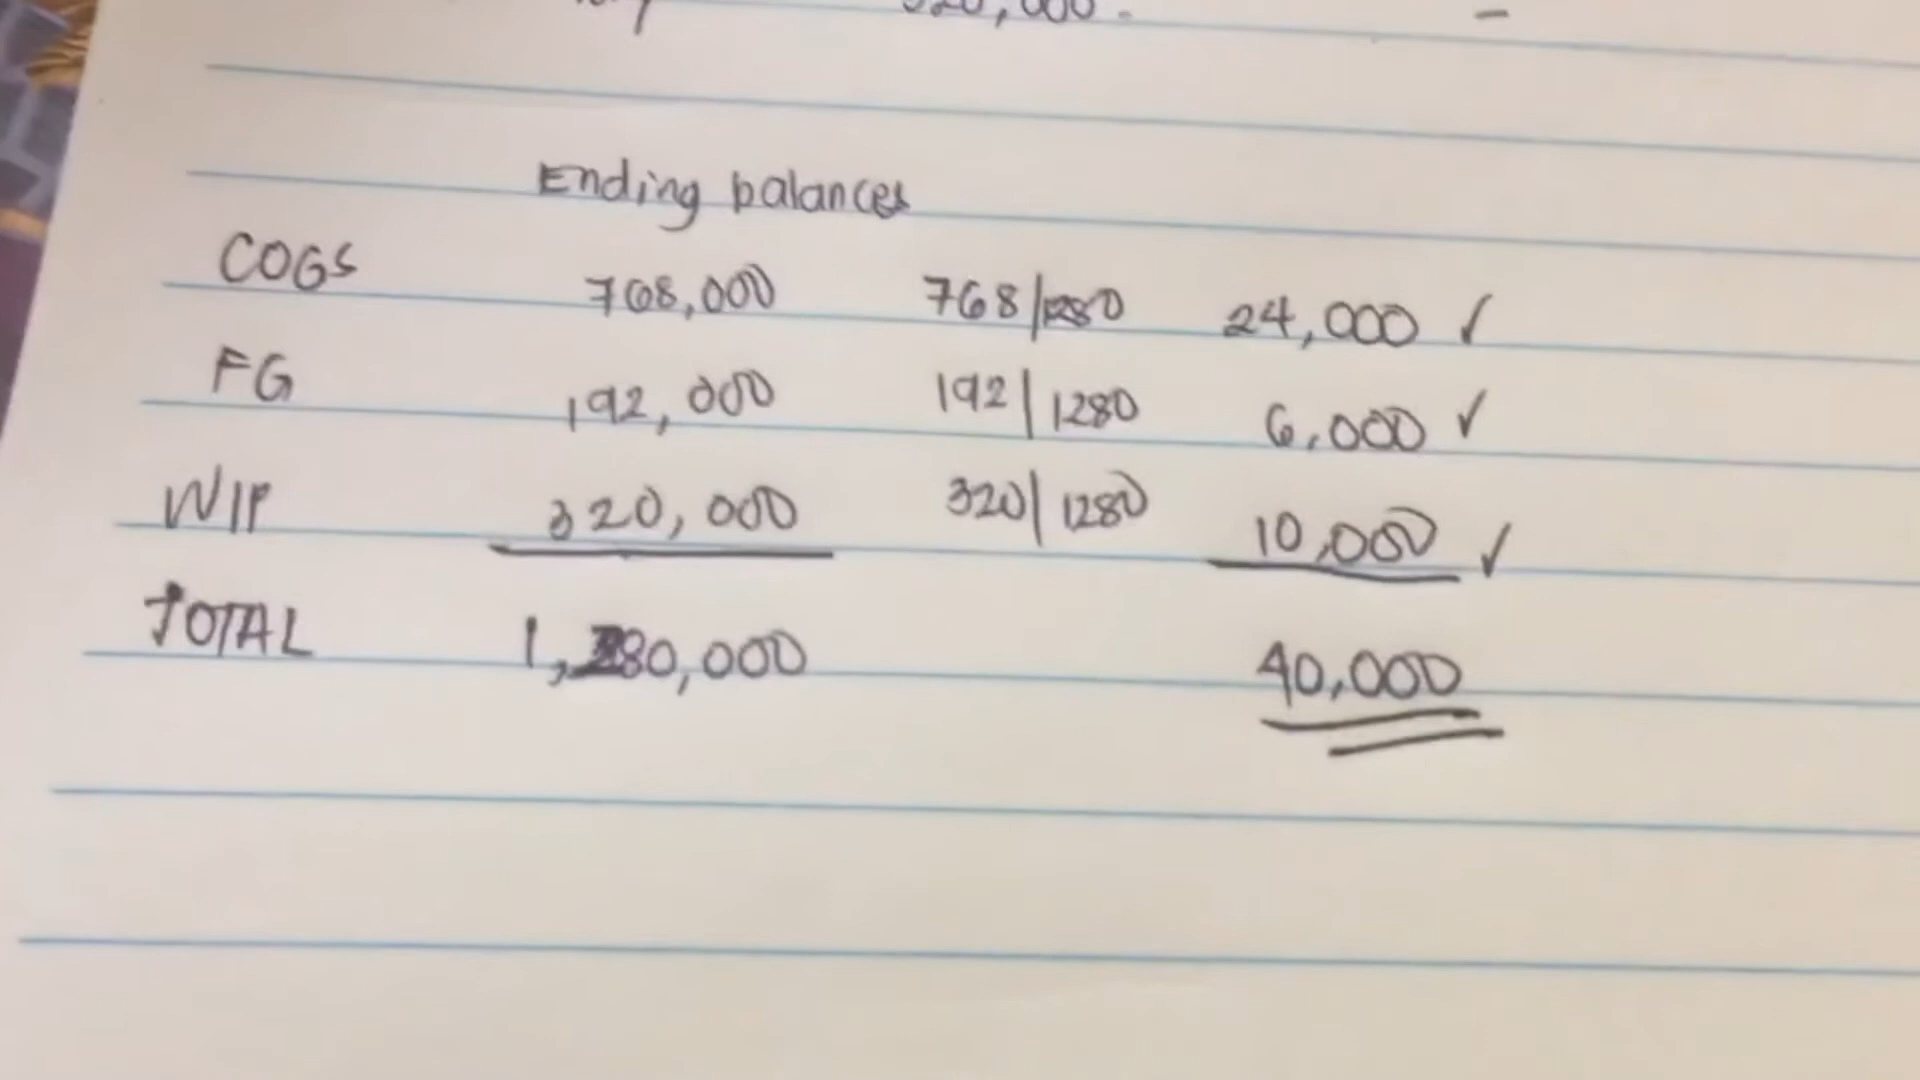 Ending balances
COGS 768,000 768/1280 24,000 ✓
FG 192,000 192/1280 6,000 ✓
WIP 320,000 320/1280 10,000 ✓
TOTAL 1,280,000 40,000